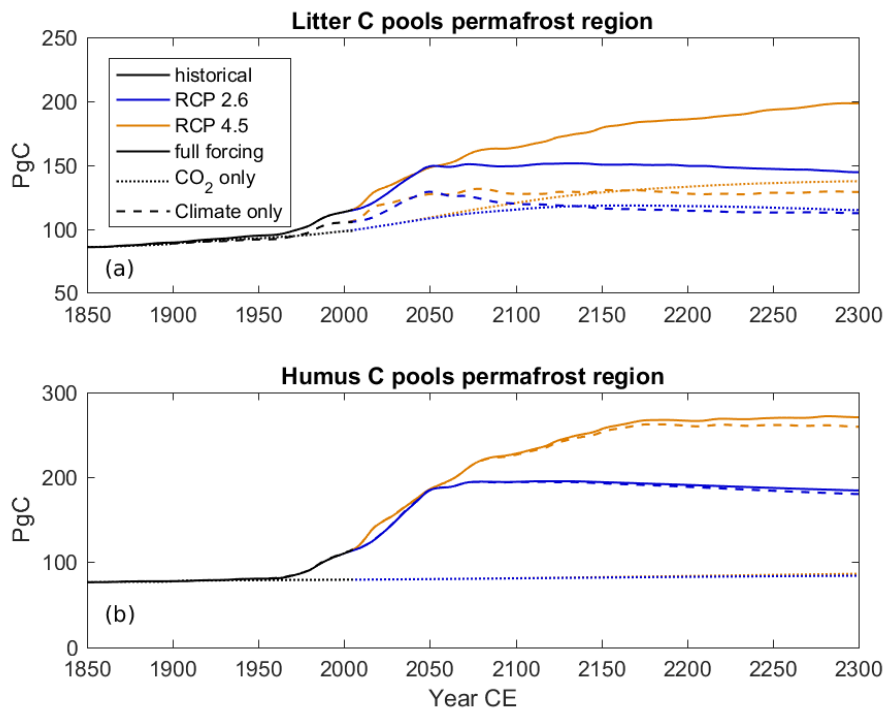 Litter C pools permafrost region
250
200
150
100
50
PgC
historical
RCP 2.6
RCP 4.5
full forcing
CO₂ only
Climate only
(a)
1850 1900 1950 2000 2050 2100 2150 2200 2250 2300
Humus C pools permafrost region
300
200
100
0
PgC
(b)
1850 1900 1950 2000 2050 2100 2150 2200 2250 2300
Year CE